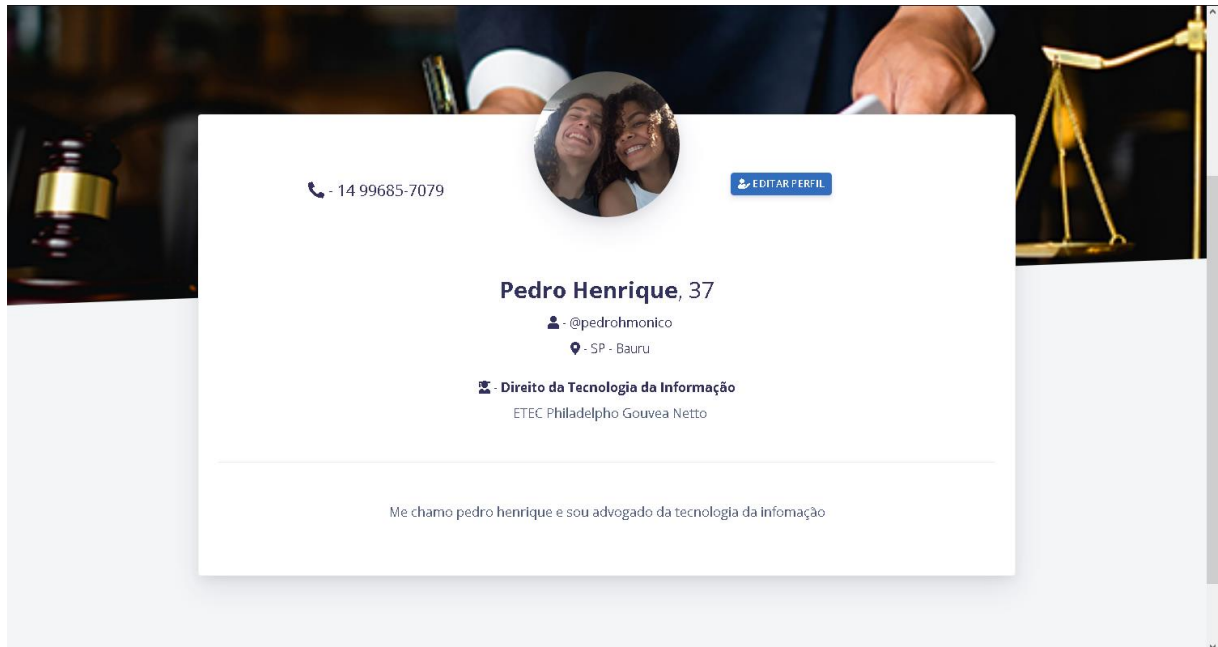 - 14 99685-7079
EDITAR PERFIL
Pedro Henrique, 37
- @pedrohmonico
- SP - Bauru
- Direito da Tecnologia da Informação
ETEC Philadelpho Gouvea Netto
Me chamo pedro henrique e sou advogado da tecnologia da infomação